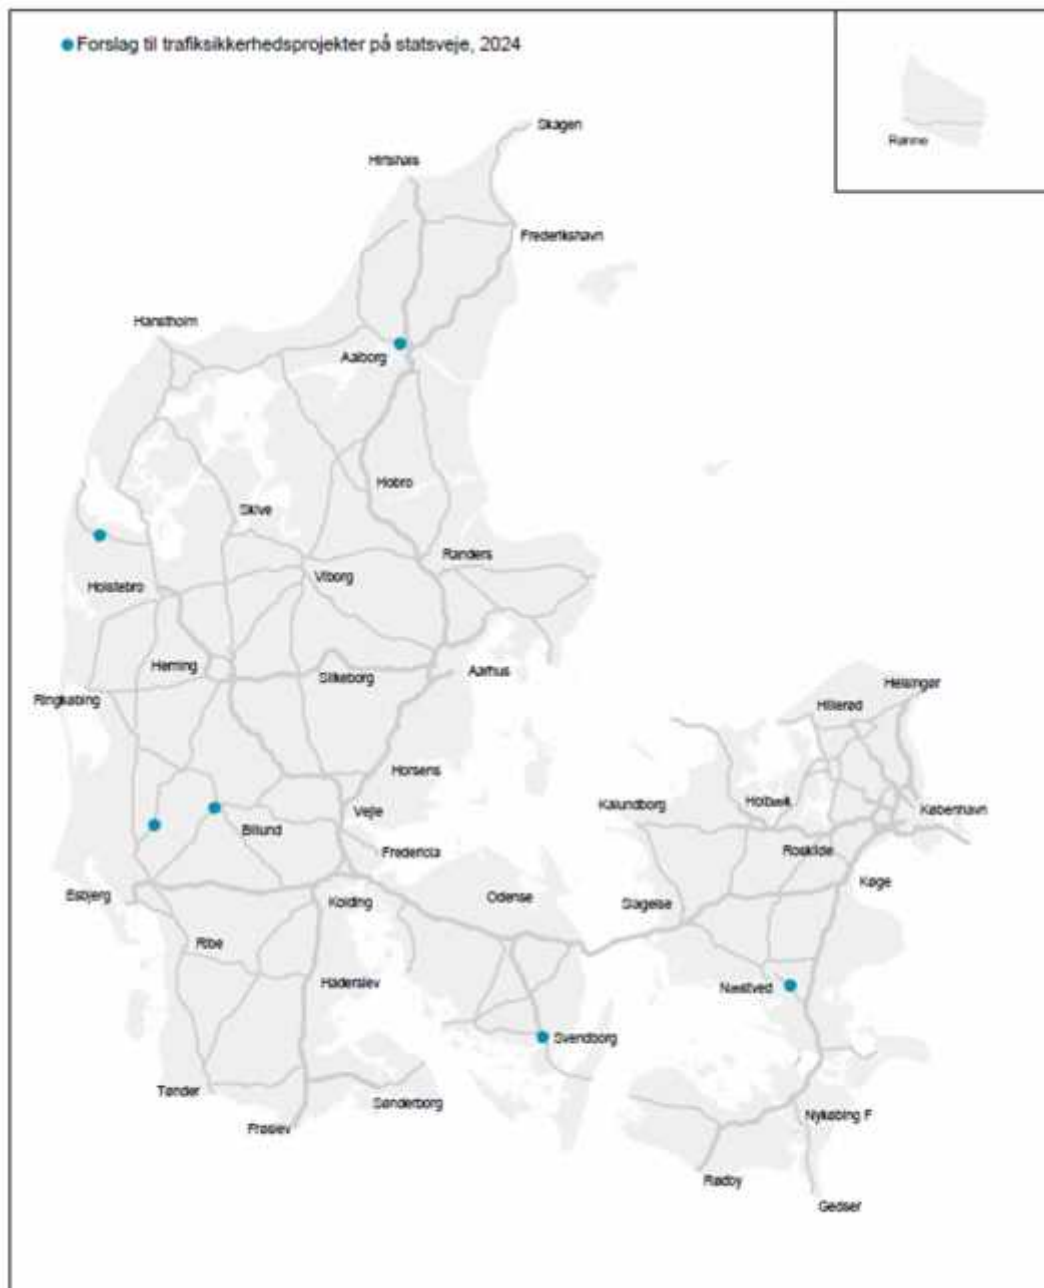 Forslag til trafiksikkerhedsprojekter på statsveje, 2024
Rønne
Skagen
Hirtshals
Frederikshavn
Hanstholm
Aalborg
Hobro
Skive
Randers
Holstebro
Viborg
Herning
Silkeborg
Aarhus
Ringkøbing
Helsingør
Hillerød
Horsens
Kalundborg
Holbæk
København
Vejle
Billund
Roskilde
Fredericia
Køge
Esbjerg
Kolding
Odense
Slagelse
Ribe
Haderslev
Næstved
Svendborg
Tønder
Sønderborg
Nykøbing F
Frøslev
Rødby
Gedser